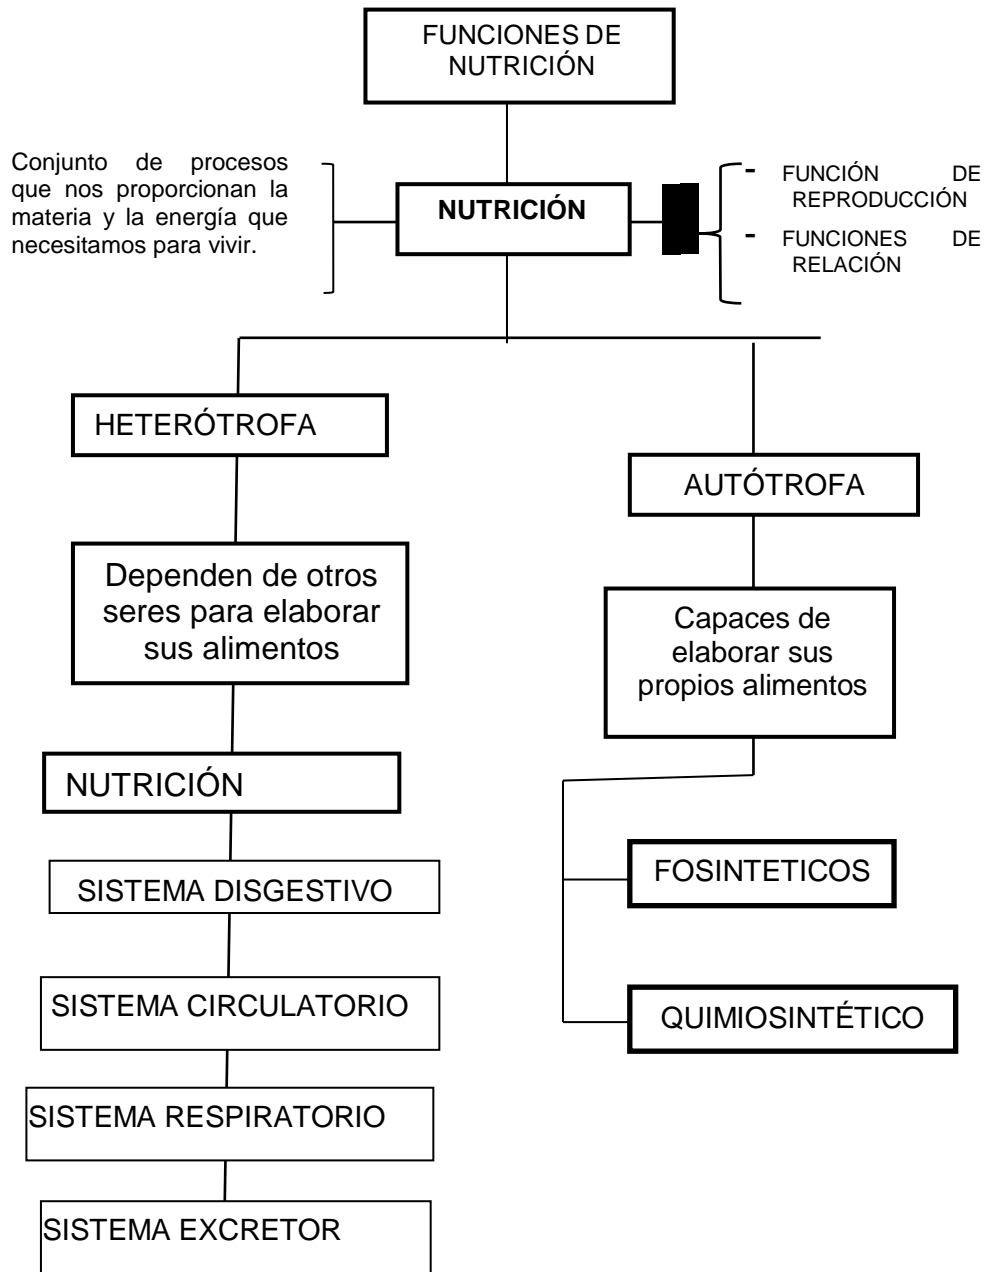 FUNCIONES DE
NUTRICIÓN
Conjunto de procesos
que nos proporcionan la
materia y la energía que
necesitamos para vivir.
NUTRICIÓN
- FUNCIÓN DE
REPRODUCCIÓN
- FUNCIONES DE
RELACIÓN
HETERÓTROFA
AUTÓTROFA
Dependen de otros
seres para elaborar
sus alimentos
Capaces de
elaborar sus
propios alimentos
NUTRICIÓN
SISTEMA DISGESTIVO
FOSINTETICOS
SISTEMA CIRCULATORIO
QUIMIOSINTÉTICO
SISTEMA RESPIRATORIO
SISTEMA EXCRETOR